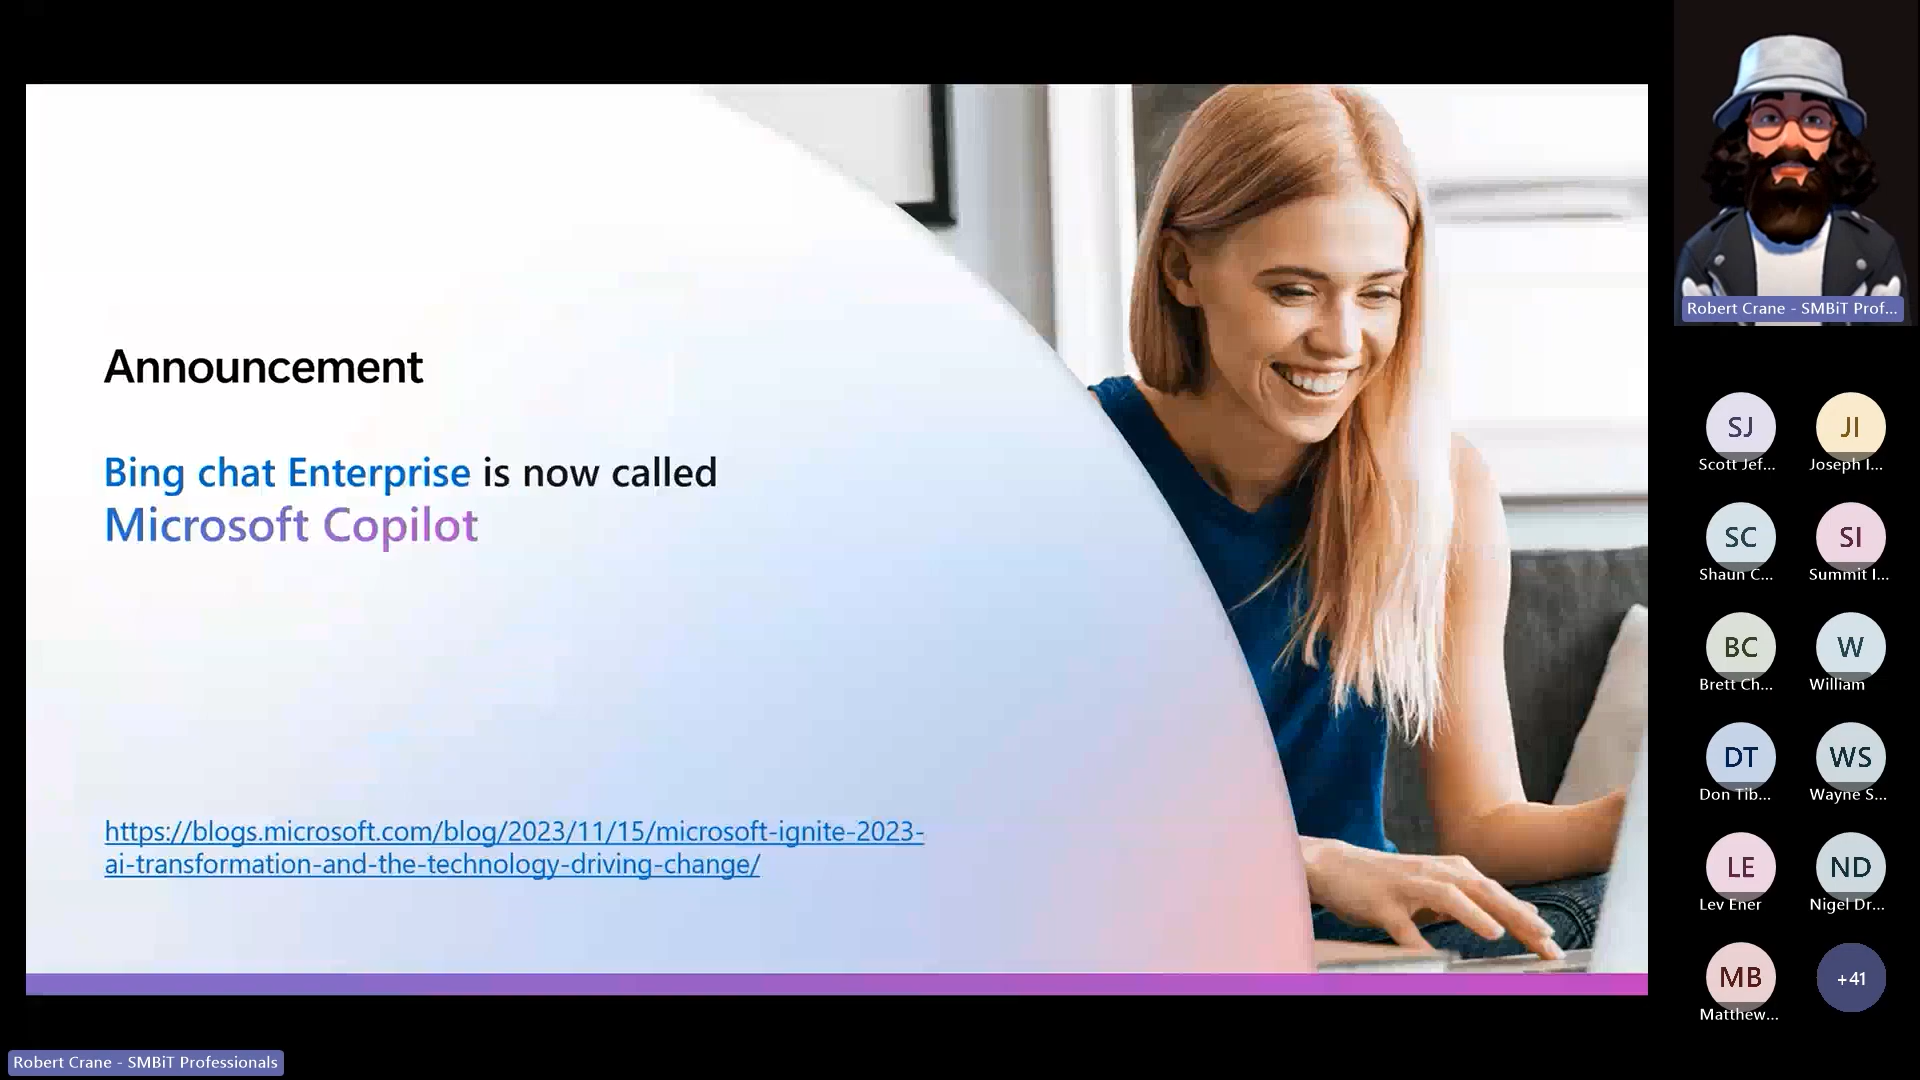 Announcement
Bing chat Enterprise is now called
Microsoft Copilot
https://blogs.microsoft.com/blog/2023/11/15/microsoft-ignite-2023-
ai-transformation-and-the-technology-driving-change/
Robert Crane - SMBiT Prof...
SJ JI
Scott Jef... Joseph I...
SC SI
Shaun C... Summit I...
BC W
Brett Ch... William
DT WS
Don Tib... Wayne S...
LE ND
Lev Ener Nigel Dr...
MB +41
Matthew...
Robert Crane - SMBiT Professionals